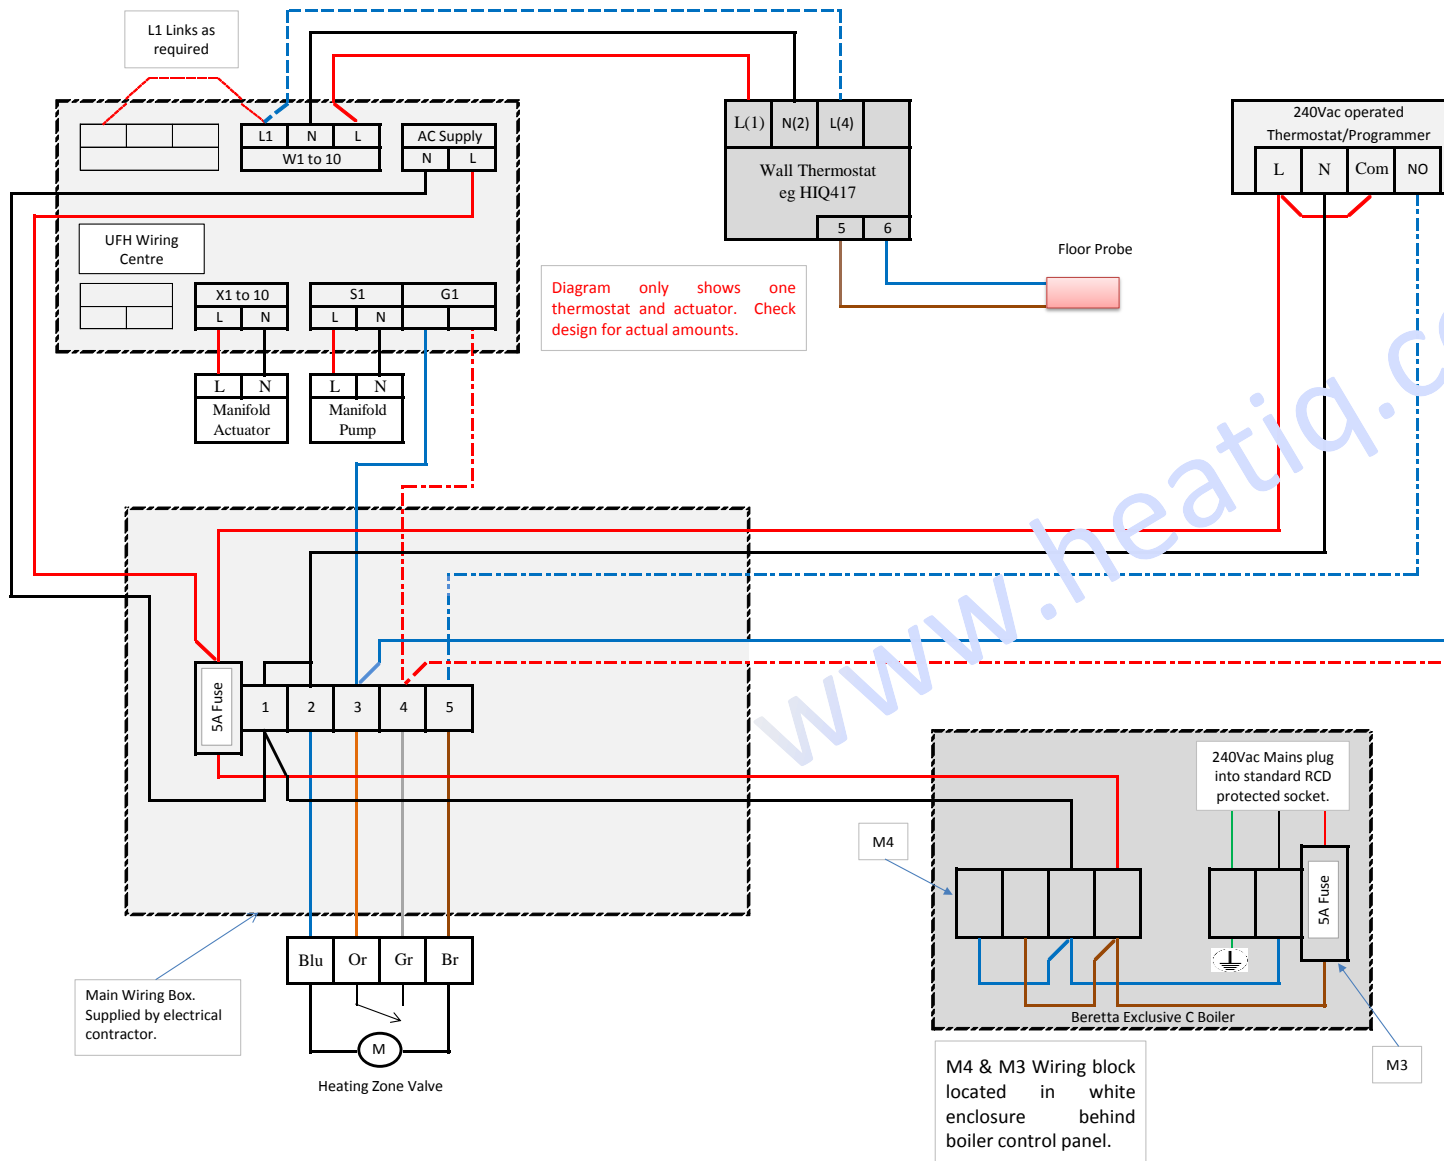 L1 Links as
required
L1 N L
W1 to 10
AC Supply
N L
UFH Wiring
Centre
X1 to 10
L N
S1 G1
L N
L N
Manifold
Actuator
L N
Manifold
Pump
L(1) N(2) L(4)
Wall Thermostat
eg HIQ417
5 6
Floor Probe
Diagram only shows one
thermostat and actuator. Check
design for actual amounts.
240Vac operated
Thermostat/Programmer
L N Com NO
www.heatiq.c
5A Fuse
1 2 3 4 5
Blu Or Gr Br
M
Heating Zone Valve
Main Wiring Box.
Supplied by electrical
contractor.
240Vac Mains plug
into standard RCD
protected socket.
M4
5A Fuse
Beretta Exclusive C Boiler
M3
M4 & M3 Wiring block
located in white
enclosure behind
boiler control panel.